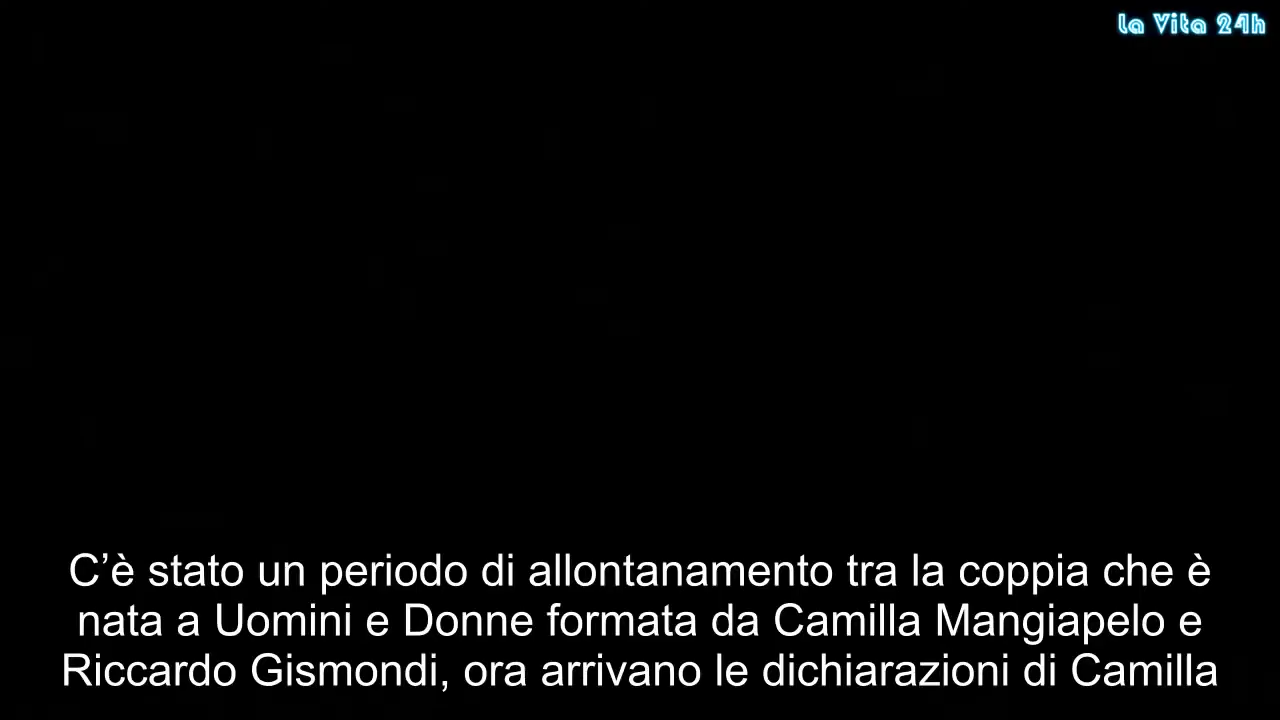 La Vita 24h
C’è stato un periodo di allontanamento tra la coppia che è
nata a Uomini e Donne formata da Camilla Mangiapelo e
Riccardo Gismondi, ora arrivano le dichiarazioni di Camilla